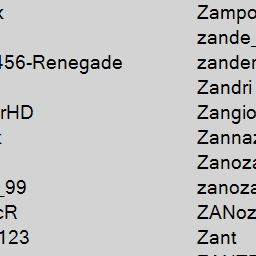 x Zampo
zande_
456-Renegade zander
Zandri
rHD Zangio
Zannaz
Zanoza
_99 zanoza
cR ZANoz
123 Zant